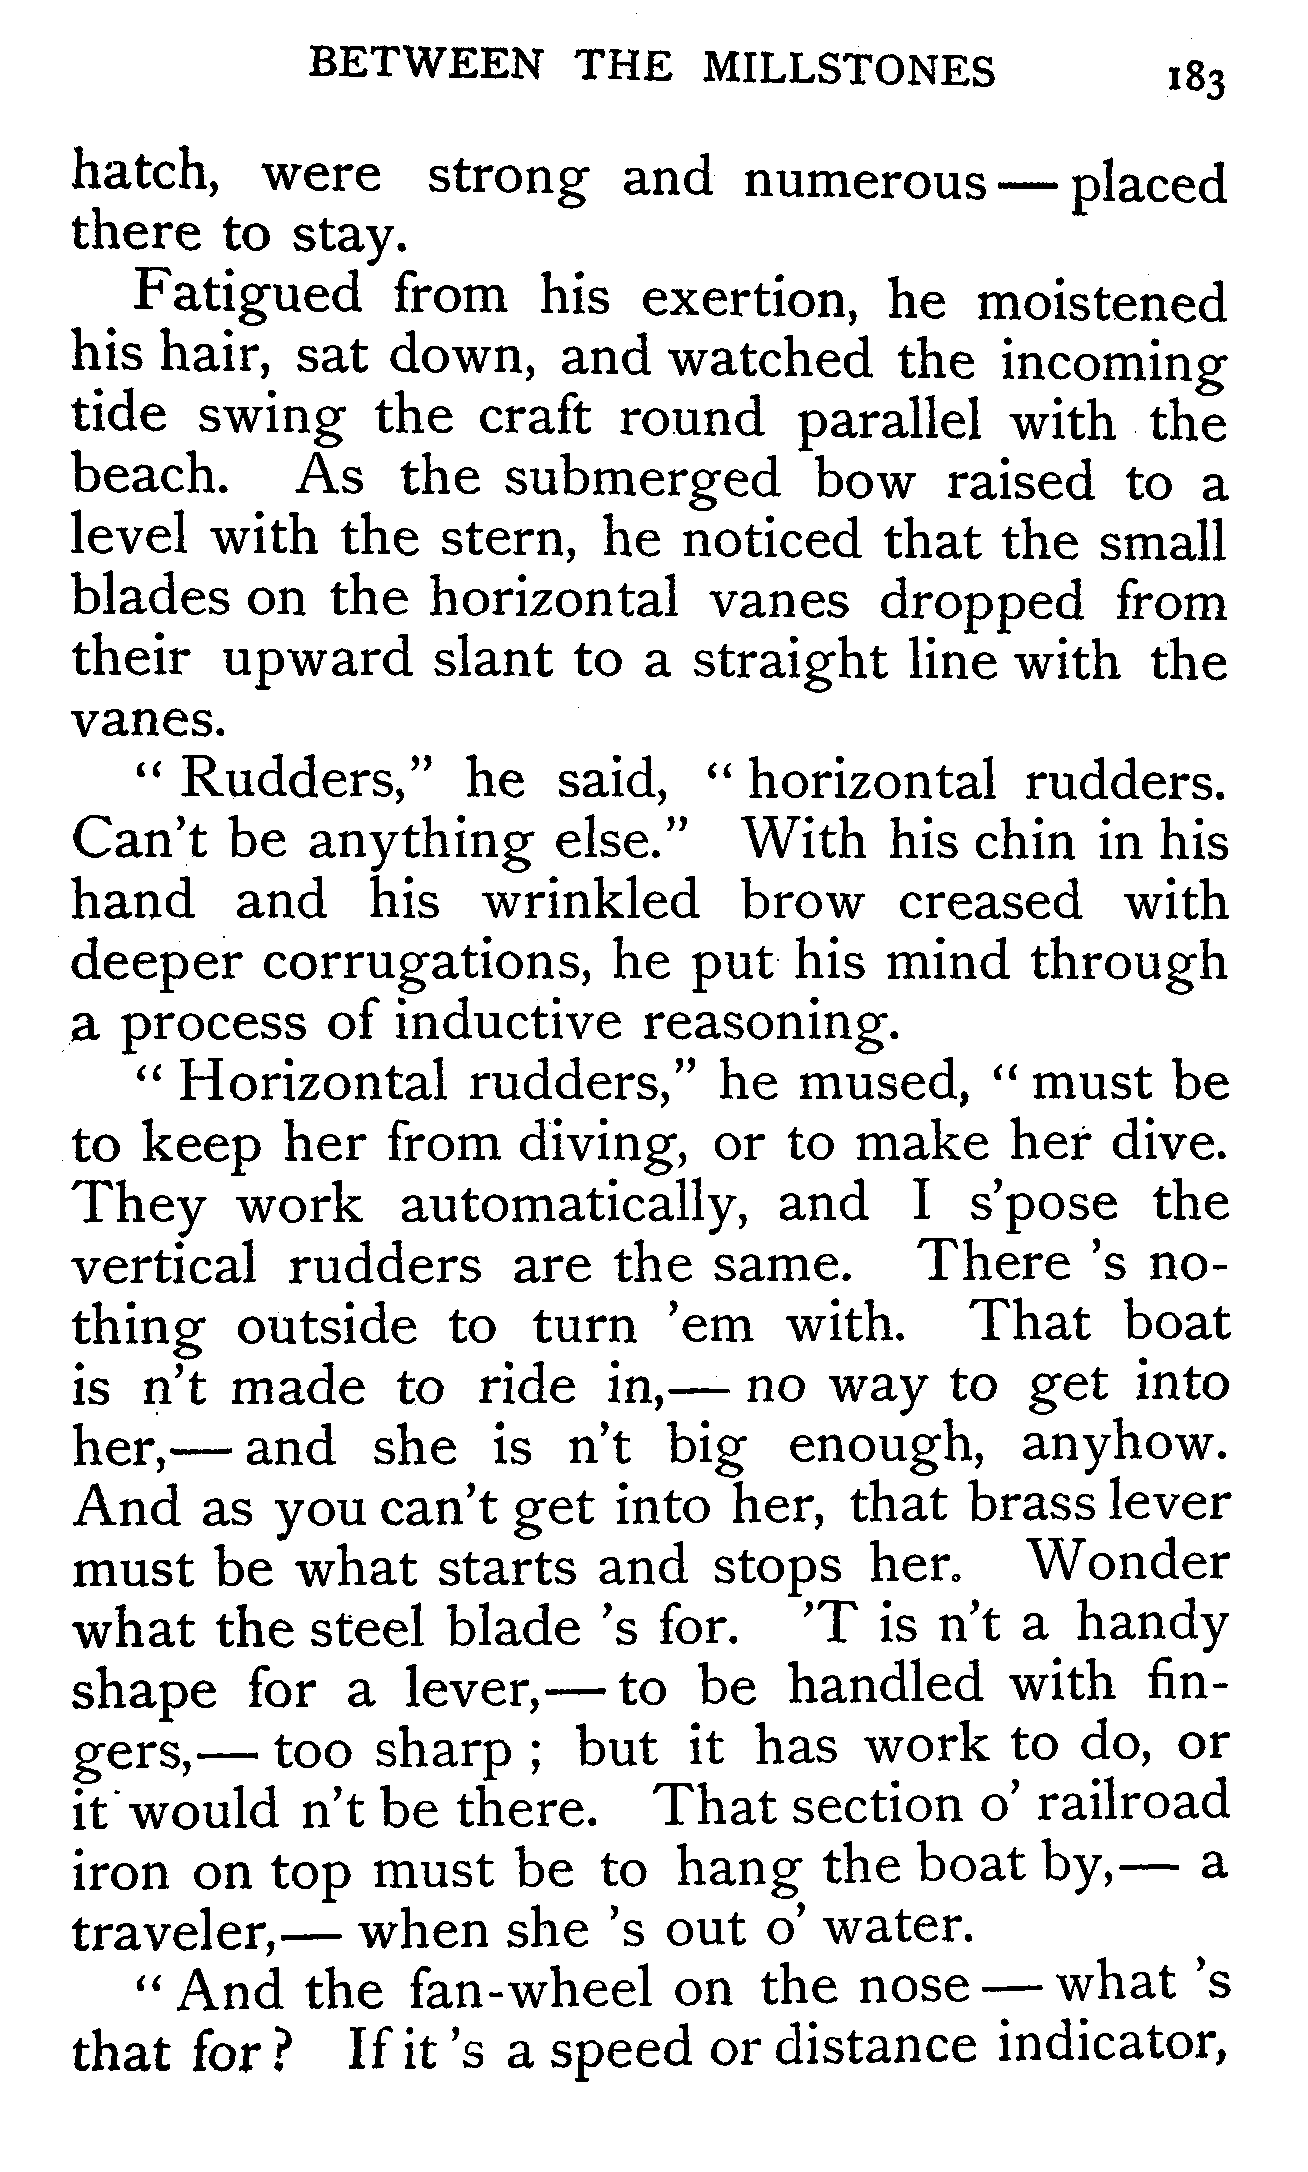 BETWEEN THE MILLSTONES 183
hatch, were strong and numerous — placed
there to stay.
Fatigued from his exertion, he moistened
his hair, sat down, and watched the incoming
tide swing the craft round parallel with the
beach. As the submerged bow raised to a
level with the stern, he noticed that the small
blades on the horizontal vanes dropped from
their upward slant to a straight line with the
vanes.
“ Rudders,” he said, “ horizontal rudders.
Can’t be anything else.” With his chin in his
hand and his wrinkled brow creased with
deeper corrugations, he put his mind through
a process of inductive reasoning.
“ Horizontal rudders,” he mused, “ must be
to keep her from diving, or to make her dive.
They work automatically, and I s’pose the
vertical rudders are the same. There ’s no-
thing outside to turn ’em with. That boat
is n’t made to ride in,— no way to get into
her,— and she is n’t big enough, anyhow.
And as you can’t get into her, that brass lever
must be what starts and stops her. Wonder
what the steel blade ’s for. ’T is n’t a handy
shape for a lever,— to be handled with fin-
gers,— too sharp ; but it has work to do, or
it would n’t be there. That section o’ railroad
iron on top must be to hang the boat by,— a
traveler,— when she ’s out o’ water.
“ And the fan-wheel on the nose — what ’s
that for ? If it ’s a speed or distance indicator,